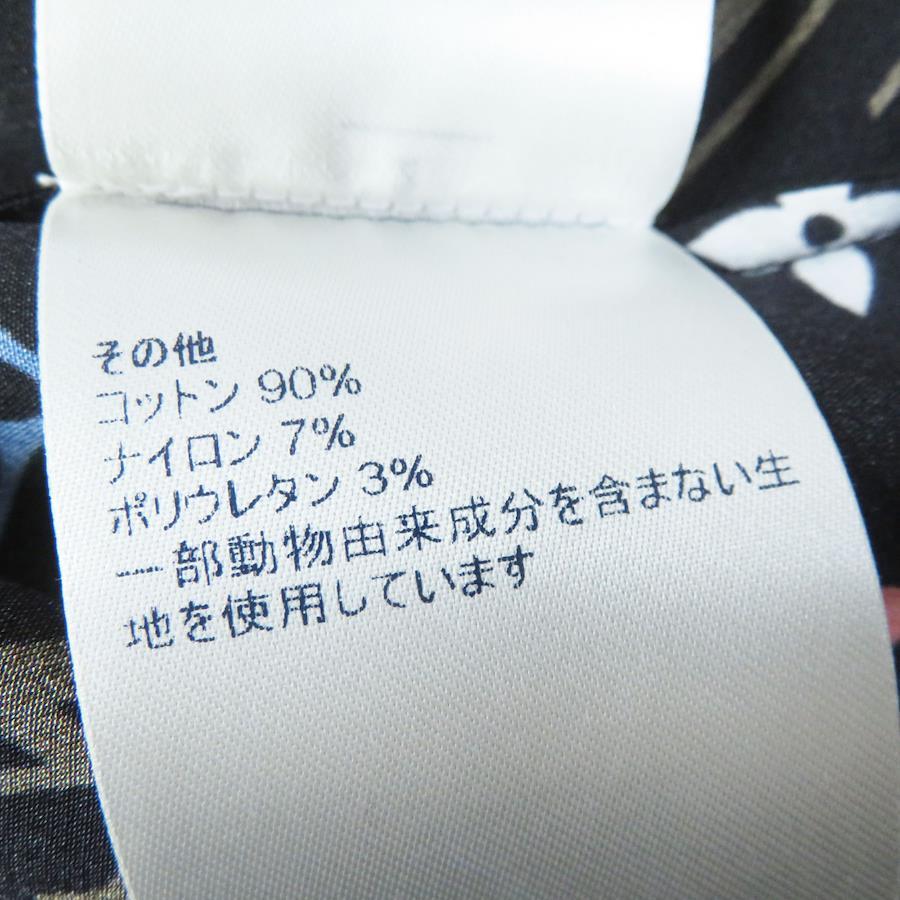 その他
コットン 90%
ナイロン 7%
ポリウレタン 3%
一部動物由来成分を含まない生
地を使用しています